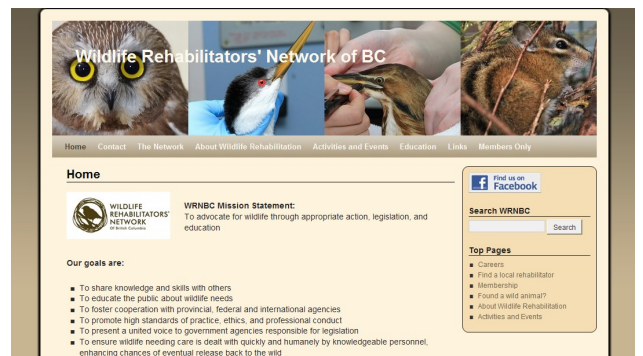 Wildlife Rehabilitators' Network of BC
Home Contact The Network About Wildlife Rehabilitation Activities and Events Education Links Members Only
Home
WILDLIFE
REHABILITATORS'
NETWORK
Of British Columbia
WRNBC Mission Statement:
To advocate for wildlife through appropriate action, legislation, and
education
Our goals are:
To share knowledge and skills with others
To educate the public about wildlife needs
To foster cooperation with provincial, federal and international agencies
To promote high standards of practice, ethics, and professional conduct
To present a united voice to government agencies responsible for legislation
To ensure wildlife needing care is dealt with quickly and humanely by knowledgeable personnel,
enhancing chances of eventual release back to the wild
Find us on
Facebook
Search WRNBC
Search
Top Pages
Careers
Find a local rehabilitator
Membership
Found a wild animal?
About Wildlife Rehabilitation
Activities and Events